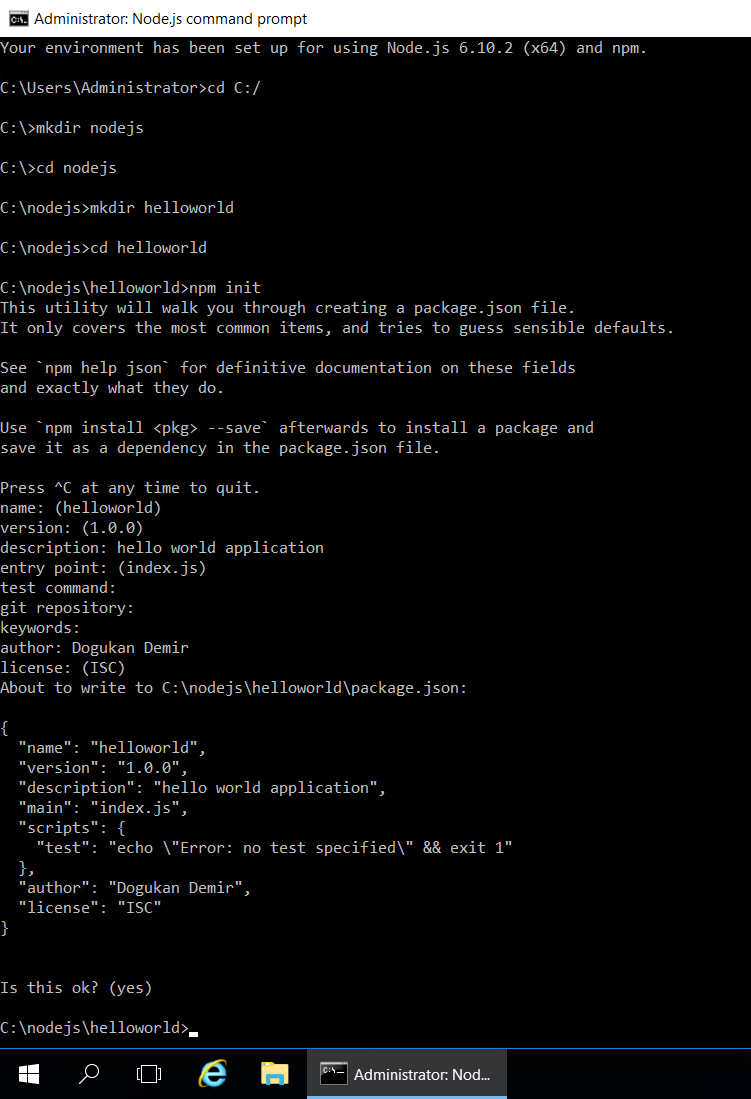 Administrator: Node.js command prompt
Your environment has been set up for using Node.js 6.10.2 (x64) and npm.
C:\Users\Administrator>cd C:/
C:\>mkdir nodejs
C:\>cd nodejs
C:\nodejs>mkdir helloworld
C:\nodejs>cd helloworld
C:\nodejs\helloworld>npm init
This utility will walk you through creating a package.json file.
It only covers the most common items, and tries to guess sensible defaults.
See `npm help json` for definitive documentation on these fields
and exactly what they do.
Use `npm install <pkg> --save` afterwards to install a package and
save it as a dependency in the package.json file.
Press ^C at any time to quit.
name: (helloworld)
version: (1.0.0)
description: hello world application
entry point: (index.js)
test command:
git repository:
keywords:
author: Dogukan Demir
license: (ISC)
About to write to C:\nodejs\helloworld\package.json:
{
  "name": "helloworld",
  "version": "1.0.0",
  "description": "hello world application",
  "main": "index.js",
  "scripts": {
    "test": "echo \"Error: no test specified\" && exit 1"
  },
  "author": "Dogukan Demir",
  "license": "ISC"
}
Is this ok? (yes)
C:\nodejs\helloworld>
Administrator: Nod...